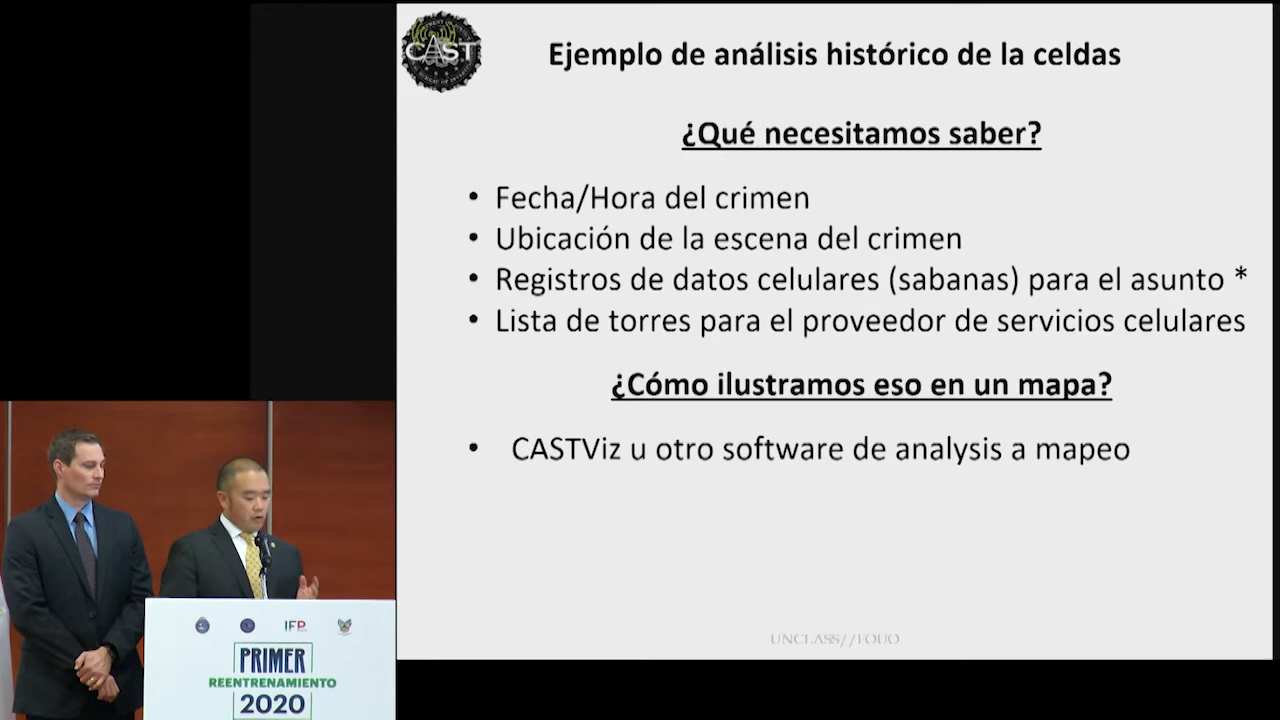 CAST
Ejemplo de análisis histórico de la celdas
¿Qué necesitamos saber?
• Fecha/Hora del crimen
• Ubicación de la escena del crimen
• Registros de datos celulares (sabanas) para el asunto *
• Lista de torres para el proveedor de servicios celulares
¿Cómo ilustramos eso en un mapa?
• CASTViz u otro software de analysis a mapeo
UNCLASS//FOUO
IFP
PRIMER
REENTRENAMIENTO
2020